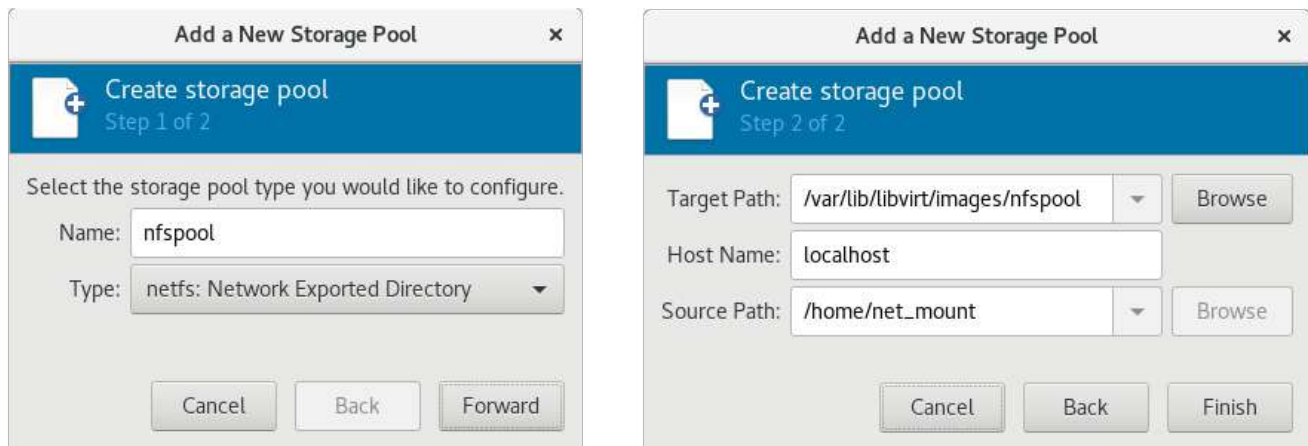 Add a New Storage Pool ×
Create storage pool
Step 1 of 2
Select the storage pool type you would like to configure.
Name: nfspool
Type: netfs: Network Exported Directory
Cancel Back Forward
Add a New Storage Pool ×
Create storage pool
Step 2 of 2
Target Path: /var/lib/libvirt/images/nfspool Browse
Host Name: localhost
Source Path: /home/net_mount Browse
Cancel Back Finish